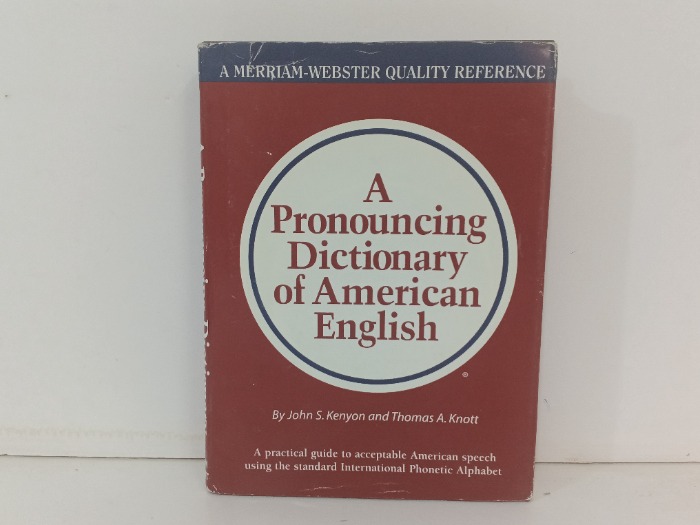 A MERRIAM-WEBSTER QUALITY REFERENCE
A
Pronouncing
Dictionary
of American
English
®
By John S. Kenyon and Thomas A. Knott
A practical guide to acceptable American speech
using the standard International Phonetic Alphabet